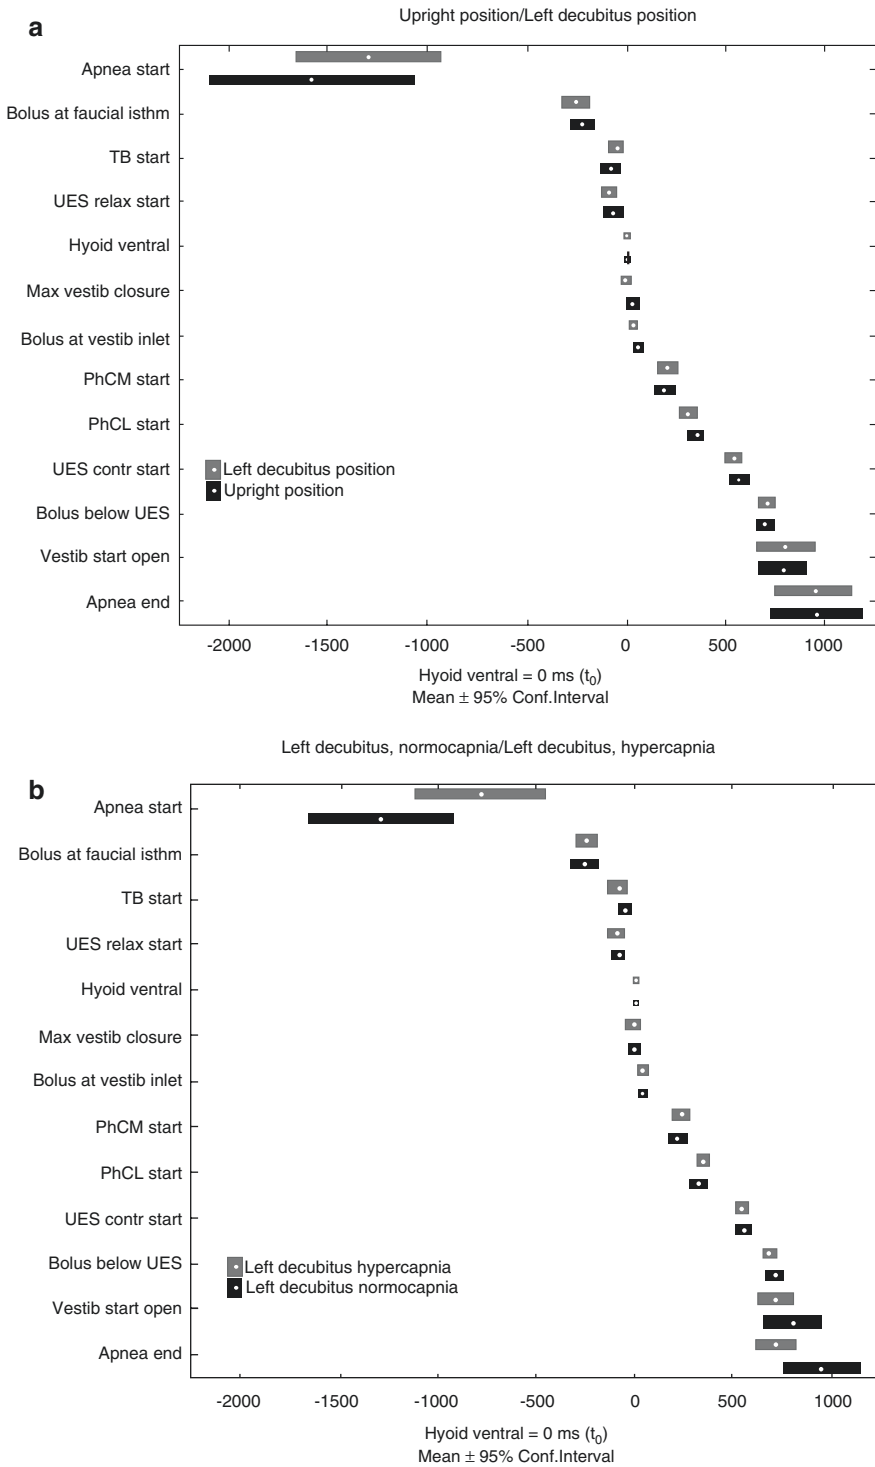 a
Upright position/Left decubitus position
Apnea start
Bolus at faucial isthm
TB start
UES relax start
Hyoid ventral
Max vestib closure
Bolus at vestib inlet
PhCM start
PhCL start
UES contr start
Bolus below UES
Vestib start open
Apnea end
Left decubitus position
Upright position
-2000 -1500 -1000 -500 0 500 1000
Hyoid ventral = 0 ms (t0)
Mean ± 95% Conf.Interval
Left decubitus, normocapnia/Left decubitus, hypercapnia
b
Apnea start
Bolus at faucial isthm
TB start
UES relax start
Hyoid ventral
Max vestib closure
Bolus at vestib inlet
PhCM start
PhCL start
UES contr start
Bolus below UES
Vestib start open
Apnea end
Left decubitus hypercapnia
Left decubitus normocapnia
-2000 -1500 -1000 -500 0 500 1000
Hyoid ventral = 0 ms (t0)
Mean ± 95% Conf.Interval